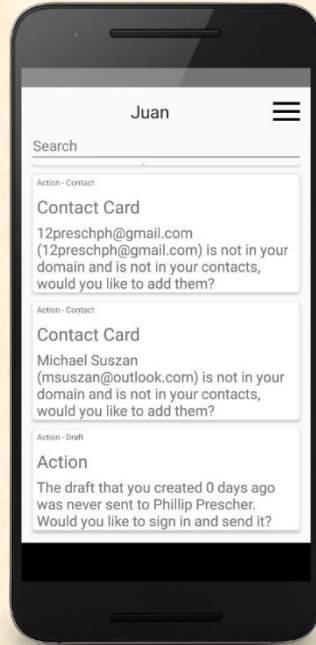 Juan
Search
Action - Contact
Contact Card
12preschph@gmail.com
(12preschph@gmail.com) is not in your
domain and is not in your contacts,
would you like to add them?
Action - Contact
Contact Card
Michael Suszan
(msuszan@outlook.com) is not in your
domain and is not in your contacts,
would you like to add them?
Action - Draft
Action
The draft that you created 0 days ago
was never sent to Phillip Prescher.
Would you like to sign in and send it?